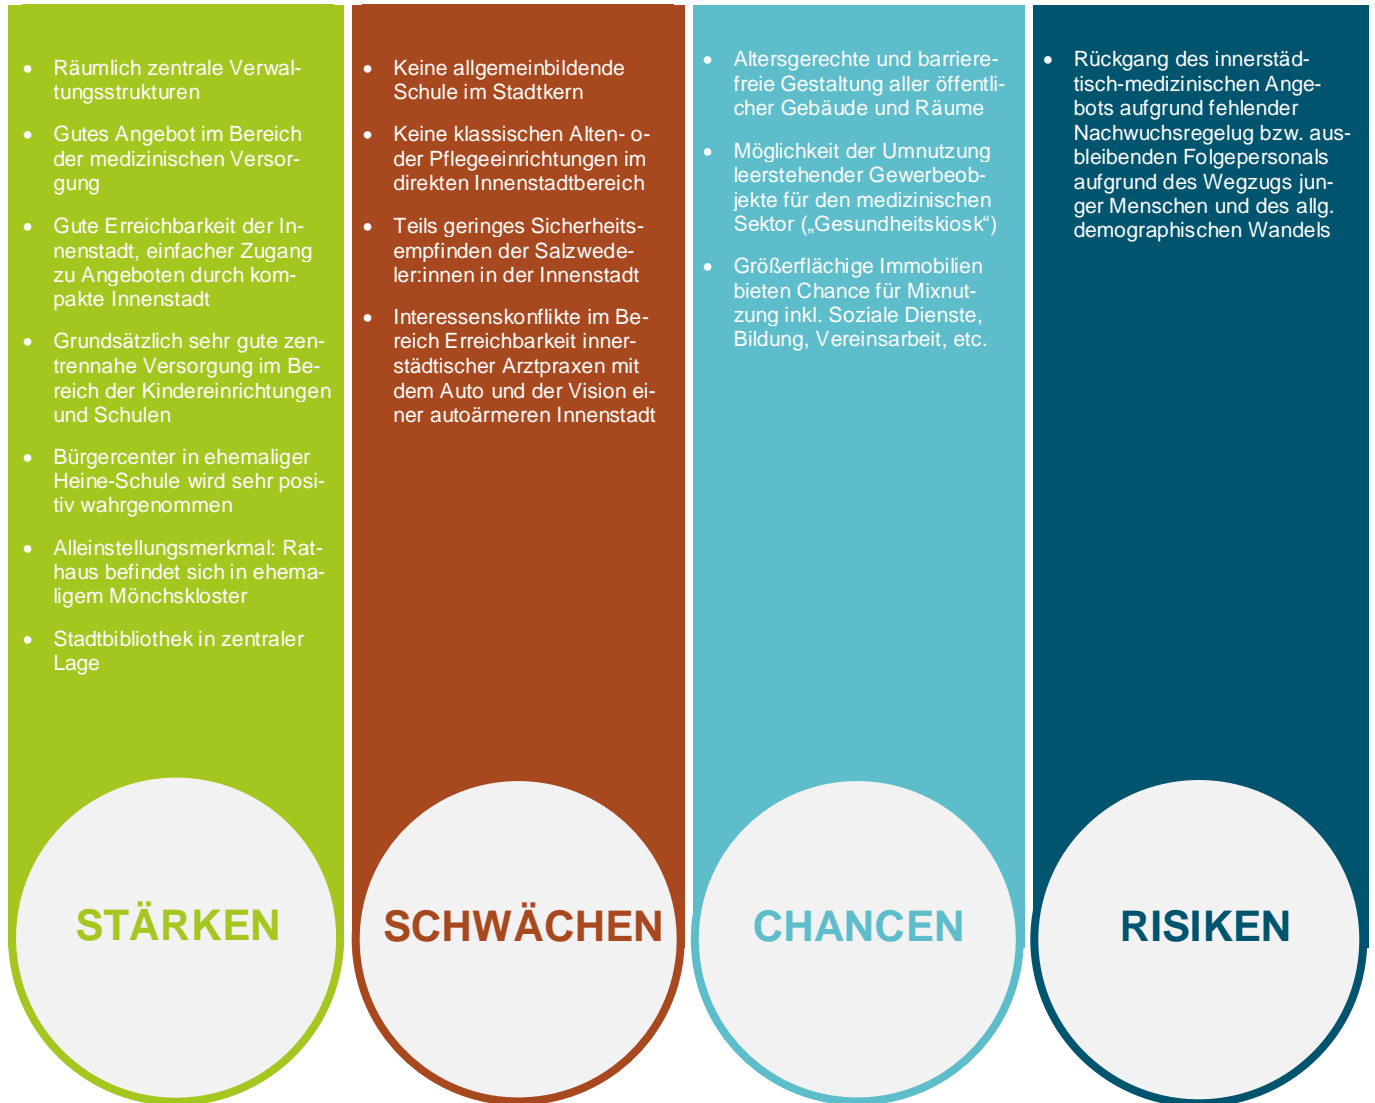 Räumlich zentrale Verwal-
tungsstrukturen
Gutes Angebot im Bereich
der medizinischen Versor-
gung
Gute Erreichbarkeit der In-
nenstadt, einfacher Zugang
zu Angeboten durch kom-
pakte Innenstadt
Grundsätzlich sehr gute zen-
trennahe Versorgung im Be-
reich der Kindereinrichtungen
und Schulen
Bürgercenter in ehemaliger
Heine-Schule wird sehr posi-
tiv wahrgenommen
Alleinstellungsmerkmal: Rat-
haus befindet sich in ehema-
ligem Mönchskloster
Stadtbibliothek in zentraler
Lage
STÄRKEN
Keine allgemeinbildende
Schule im Stadtkern
Keine klassischen Alten- o-
der Pflegeeinrichtungen im
direkten Innenstadtbereich
Teils geringes Sicherheits-
empfinden der Salzwede-
ler:innen in der Innenstadt
Interessenskonflikte im Be-
reich Erreichbarkeit inner-
städtischer Arztpraxen mit
dem Auto und der Vision ei-
ner autoärmeren Innenstadt
SCHWÄCHEN
Altersgerechte und barriere-
freie Gestaltung aller öffentli-
cher Gebäude und Räume
Möglichkeit der Umnutzung
leerstehender Gewerbeob-
jekte für den medizinischen
Sektor („Gesundheitskiosk“)
Größerflächige Immobilien
bieten Chance für Mixnut-
zung inkl. Soziale Dienste,
Bildung, Vereinsarbeit, etc.
CHANCEN
Rückgang des innerstäd-
tisch-medizinischen Ange-
bots aufgrund fehlender
Nachwuchsregelug bzw. aus-
bleibenden Folgepersonals
aufgrund des Wegzugs jun-
ger Menschen und des allg.
demographischen Wandels
RISIKEN